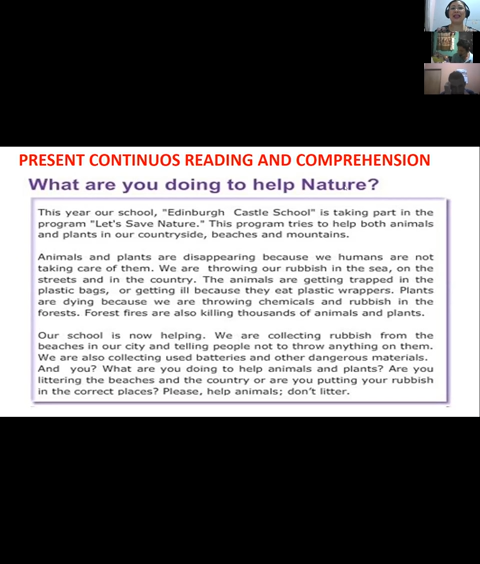 PRESENT CONTINUOS READING AND COMPREHENSION
What are you doing to help Nature?
This year our school, "Edinburgh Castle School" is taking part in the
program "Let's Save Nature." This program tries to help both animals
and plants in our countryside, beaches and mountains.
Animals and plants are disappearing because we humans are not
taking care of them. We are throwing our rubbish in the sea, on the
streets and in the country. The animals are getting trapped in the
plastic bags, or getting ill because they eat plastic wrappers. Plants
are dying because we are throwing chemicals and rubbish in the
forests. Forest fires are also killing thousands of animals and plants.
Our school is now helping. We are collecting rubbish from the
beaches in our city and telling people not to throw anything on them.
We are also collecting used batteries and other dangerous materials.
And you? What are you doing to help animals and plants? Are you
littering the beaches and the country or are you putting your rubbish
in the correct places? Please, help animals; don't litter.